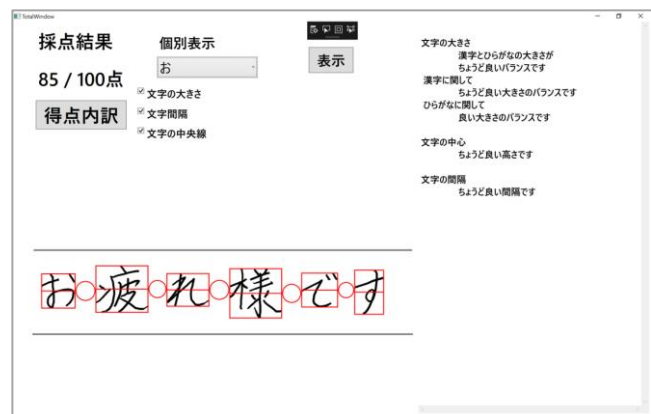 TotalWindow
採点結果
個別表示
お
表示
85 / 100点
得点内訳
文字の大きさ
文字間隔
文字の中央線
文字の大きさ
漢字とひらがなの大きさが
ちょうど良いバランスです
漢字に関して
ちょうど良い大きさのバランスです
ひらがなに関して
良い大きさのバランスです
文字の中心
ちょうど良い高さです
文字の間隔
ちょうど良い間隔です
お疲れ様です